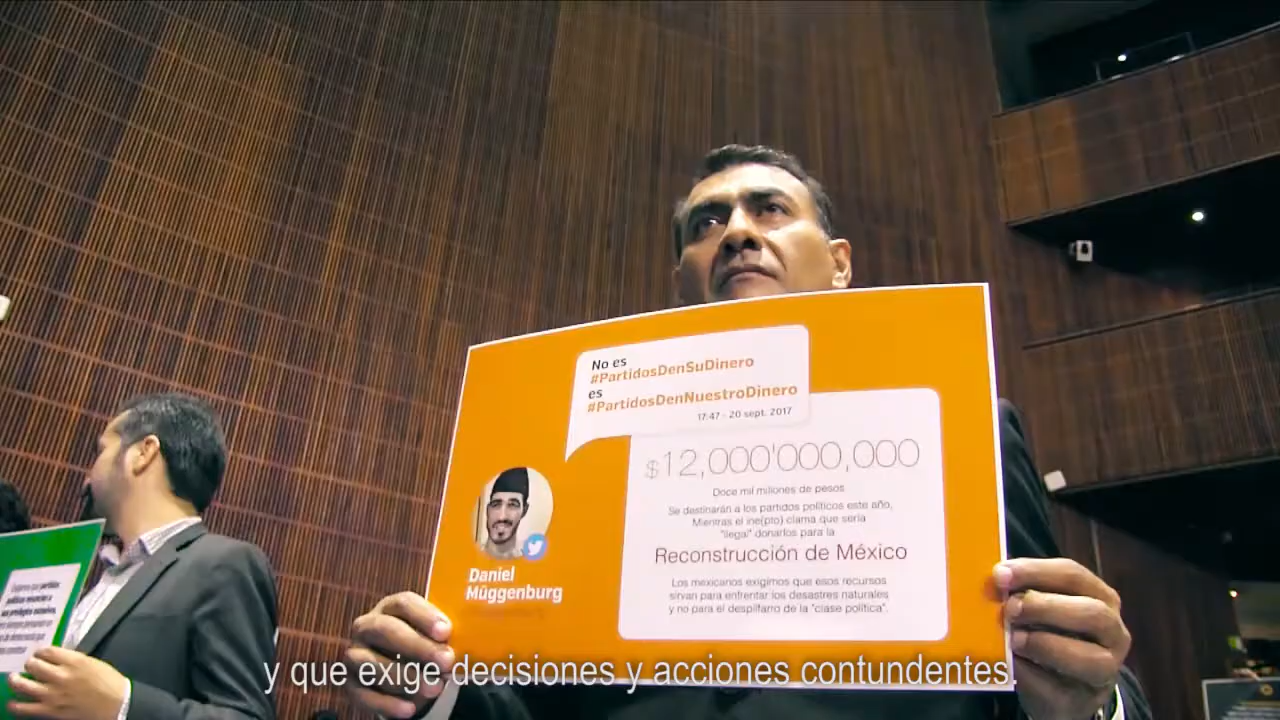 No es
#PartidosDenSuDinero
es
#PartidosDenNuestroDinero
17:47 - 20 sept. 2017
$12,000'000,000
Doce mil millones de pesos
Se destinarán a los partidos políticos este año,
Mientras el ine(pto) clama que sería
"ilegal" donarlos para la
Reconstrucción de México
Los mexicanos exigimos que esos recursos
sirvan para enfrentar los desastres naturales
y no para el despilfarro de la "clase política".
Daniel
Müggenburg
y que exige decisiones y acciones contundentes.